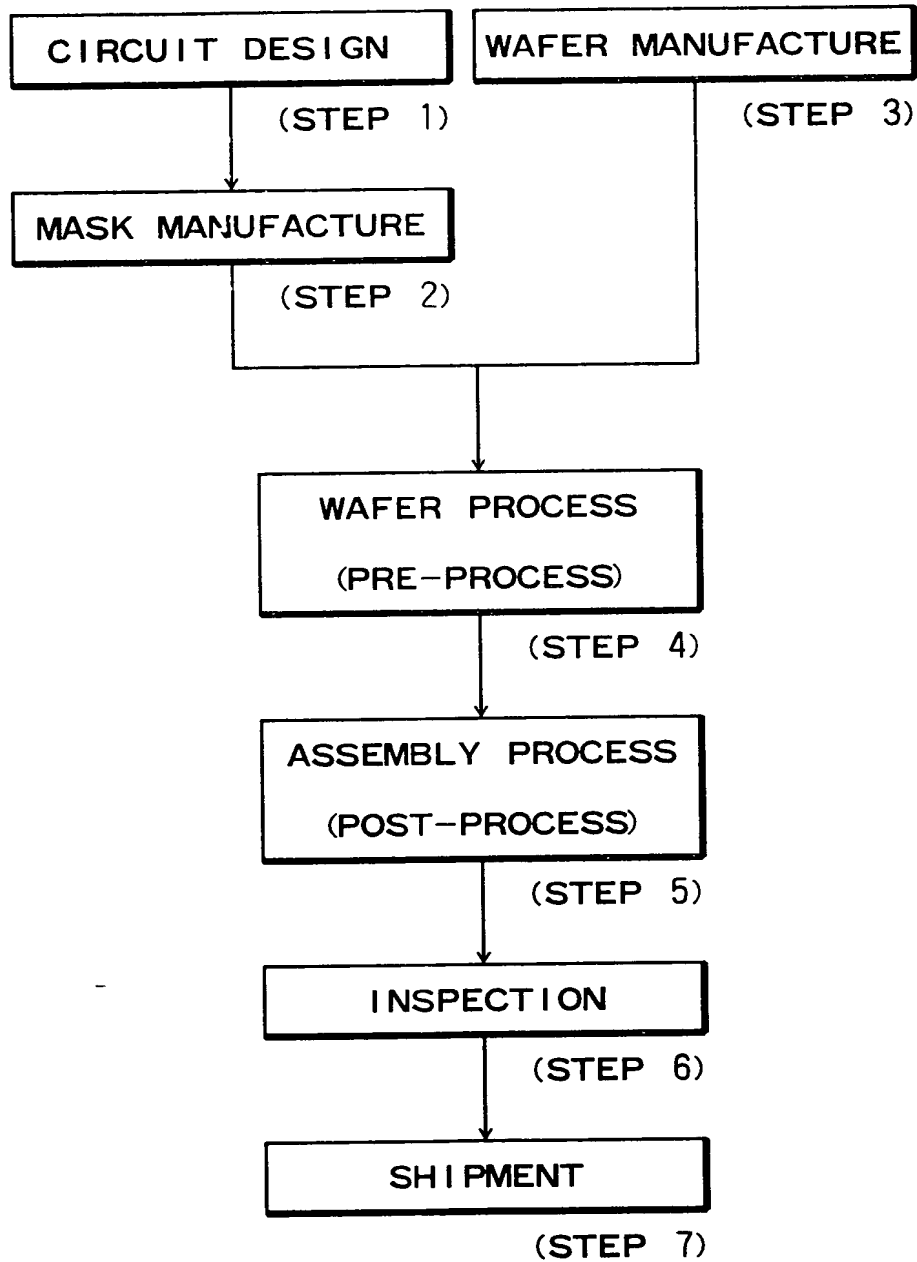 CIRCUIT DESIGN
(STEP 1)
WAFER MANUFACTURE
(STEP 3)
MASK MANUFACTURE
(STEP 2)
WAFER PROCESS
(PRE-PROCESS)
(STEP 4)
ASSEMBLY PROCESS
(POST-PROCESS)
(STEP 5)
INSPECTION
(STEP 6)
SHIPMENT
(STEP 7)